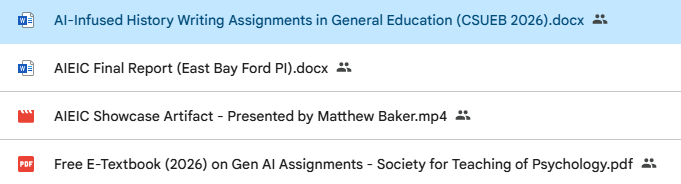 AI-Infused History Writing Assignments in General Education (CSUEB 2026).docx
AIEIC Final Report (East Bay Ford PI).docx
AIEIC Showcase Artifact - Presented by Matthew Baker.mp4
PDF Free E-Textbook (2026) on Gen AI Assignments - Society for Teaching of Psychology.pdf